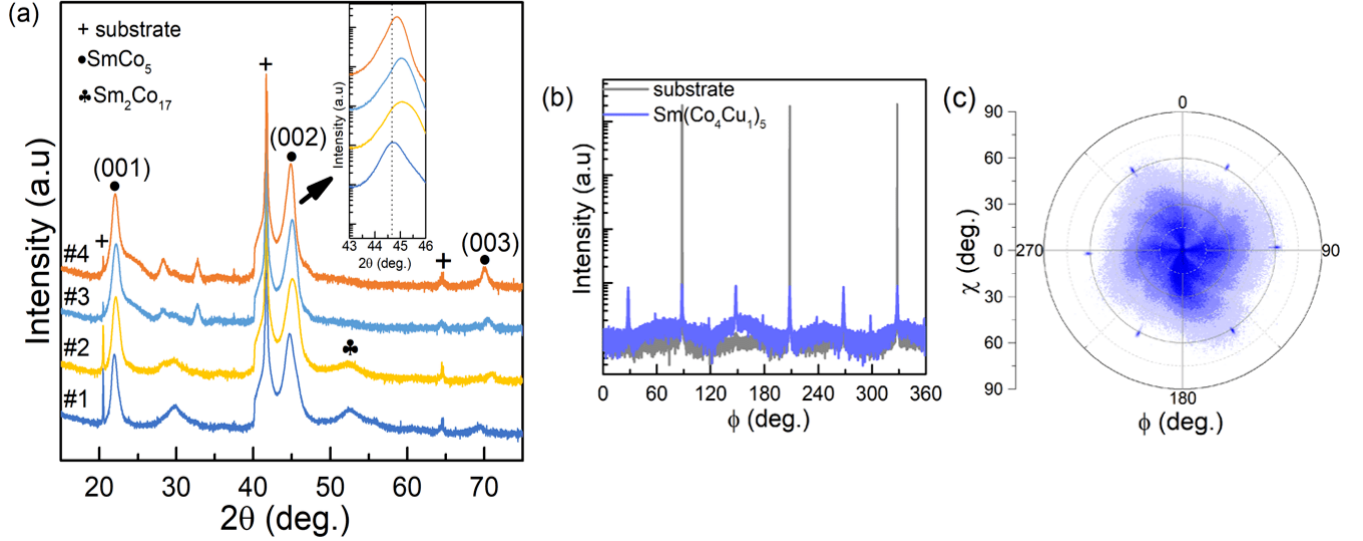 (a)
+ substrate
●SmCo5
♣Sm2Co17
(001)
+
+
(002)
+
(003)
#4
#3
#2
♣
#1
Intensity (a.u)
20 30 40 50 60 70
2θ (deg.)
Intensity (a.u)
43 44 45 46
2θ (deg.)
(b)
substrate
Sm(Co4Cu1)5
Intensity (a.u)
0 60 120 180 240 300 360
ϕ (deg.)
(c)
0
90
60
30
0
30
60
90
χ (deg.)
270
90
180
ϕ (deg.)